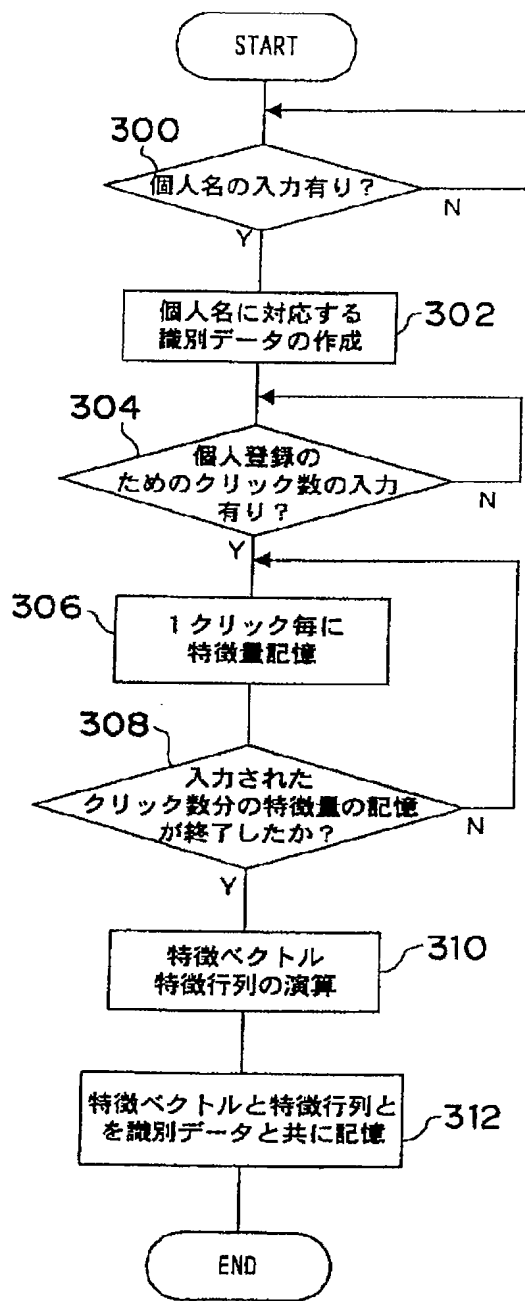 START
300
個人名の入力有り?
N
Y
個人名に対応する
識別データの作成
302
304
個人登録の
ためのクリック数の入力
有り?
N
Y
306
1クリック毎に
特徴量記憶
308
入力された
クリック数分の特徴量の記憶
が終了したか?
N
Y
特徴ベクトル
特徴行列の演算
310
特徴ベクトルと特徴行列と
を識別データと共に記憶
312
END